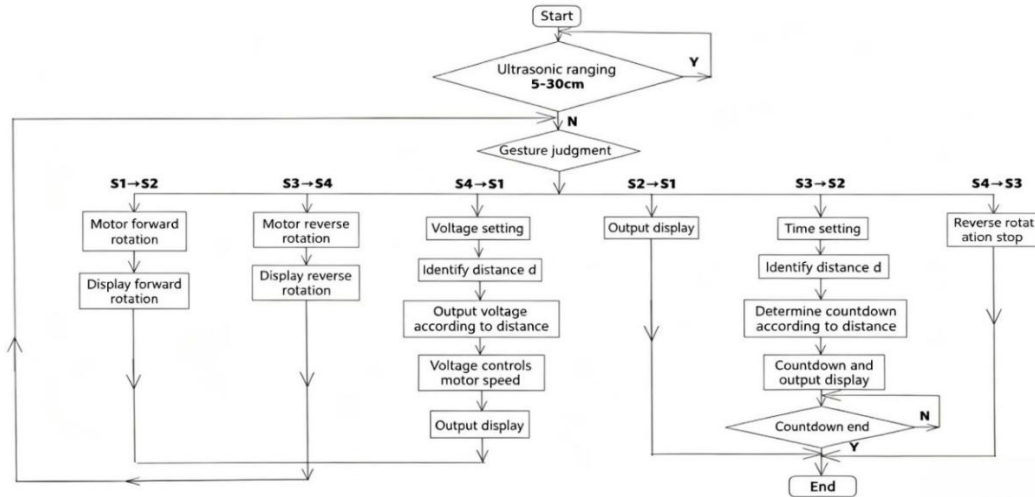 Start
Ultrasonic ranging
5-30cm
Y
N
Gesture judgment
S1→S2
S3→S4
S4→S1
S2→S1
S3→S2
S4→S3
Motor forward
rotation
Display forward
rotation
Motor reverse
rotation
Display reverse
rotation
Voltage setting
Identify distance d
Output voltage
according to distance
Voltage controls
motor speed
Output display
Output display
Time setting
Identify distance d
Determine countdown
according to distance
Countdown and
output display
Countdown end
N
Y
Reverse rotat
ation stop
End